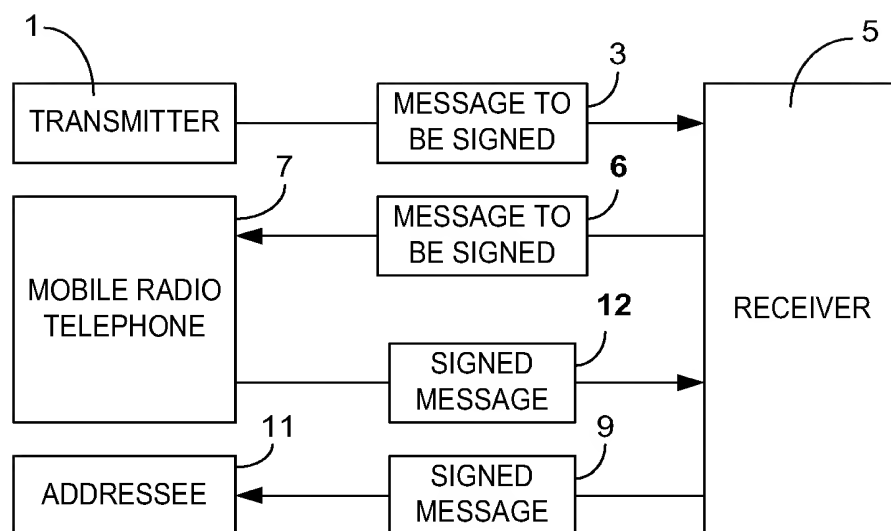 1
3
5
TRANSMITTER
MESSAGE TO
BE SIGNED
7
6
MOBILE RADIO
TELEPHONE
MESSAGE TO
BE SIGNED
RECEIVER
12
SIGNED
MESSAGE
11
9
ADDRESSEE
SIGNED
MESSAGE